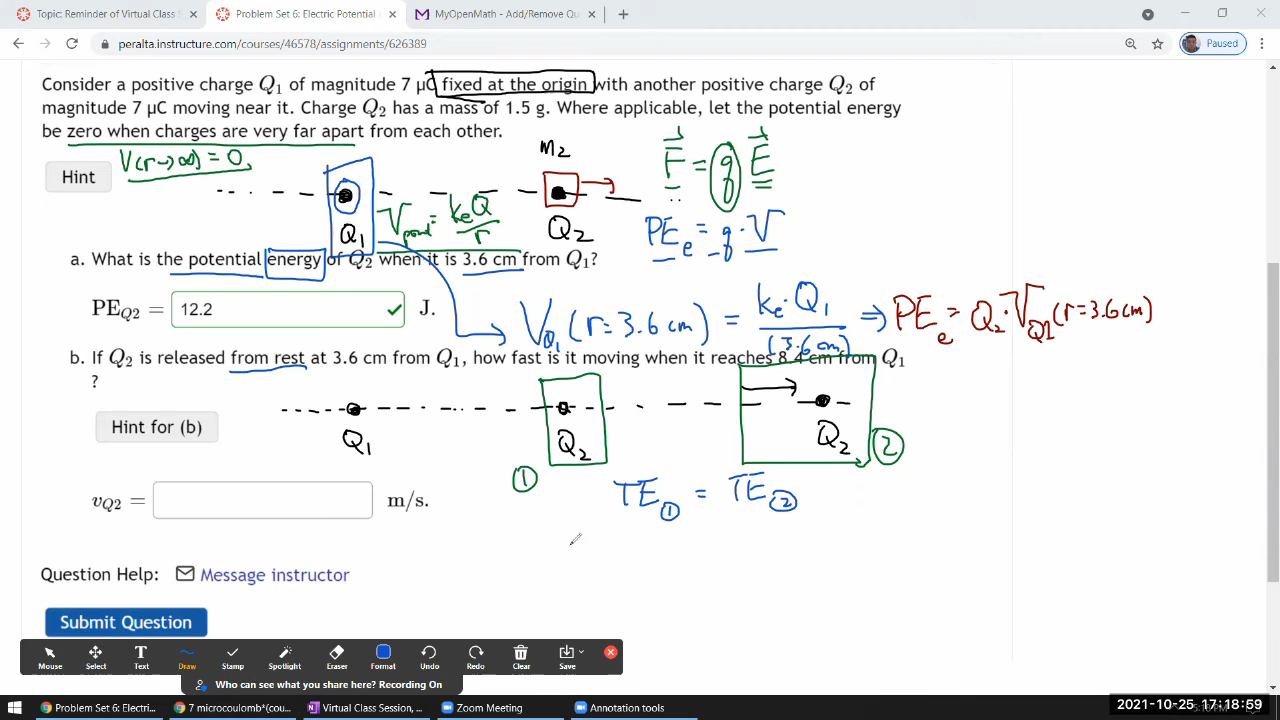 Topic: Reminder of Virtual Class S
Problem Set 6: Electric Potential
MyOpenMath - Add/Remove Qu
peralta.instructure.com/courses/46578/assignments/626389
Paused
Consider a positive charge Q₁ of magnitude 7 μC fixed at the origin with another positive charge Q₂ of
magnitude 7 μC moving near it. Charge Q₂ has a mass of 1.5 g. Where applicable, let the potential energy
be zero when charges are very far apart from each other.
V(r→∞) = 0
Hint
m₂
F = q E
Q₁
V_point = keQ/r
Q₂
PEe = q · V
a. What is the potential energy of Q₂ when it is 3.6 cm from Q₁?
PE_Q2 = 12.2 J.
V_Q₁ (r = 3.6 cm) = ke · Q₁ / (3.6 cm) ⇒ PEe = Q₂ · V_Q1 (r = 3.6 cm)
b. If Q₂ is released from rest at 3.6 cm from Q₁, how fast is it moving when it reaches 8.4 cm from Q₁
?
Hint for (b)
Q₁
Q₂
Q₂
①
②
TE① = TE②
v_Q2 = m/s.
Question Help: Message instructor
Submit Question
Mouse Select Text Draw Stamp Spotlight Eraser Format Undo Redo Clear Save
Who can see what you share here? Recording On
Problem Set 6: Electri...
7 microcoulomb*(cou...
Virtual Class Session, ...
Zoom Meeting
Annotation tools
2021-10-25 17:18:59